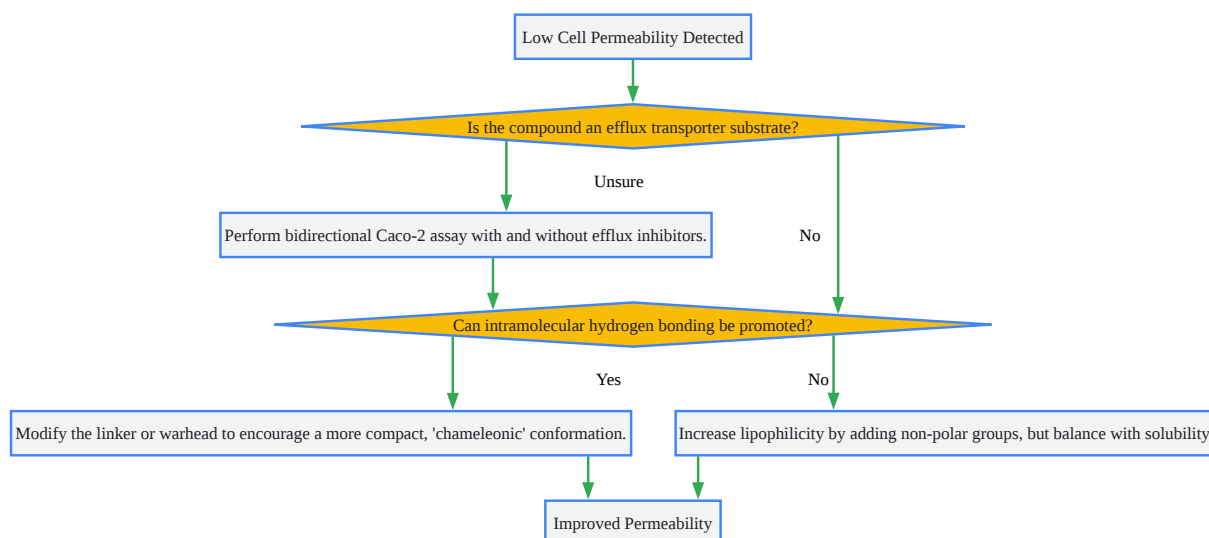 Low Cell Permeability Detected
Is the compound an efflux transporter substrate?
Unsure
Perform bidirectional Caco-2 assay with and without efflux inhibitors.
No
Can intramolecular hydrogen bonding be promoted?
Yes
No
Modify the linker or warhead to encourage a more compact, 'chameleonic' conformation.
Increase lipophilicity by adding non-polar groups, but balance with solubility
Improved Permeability